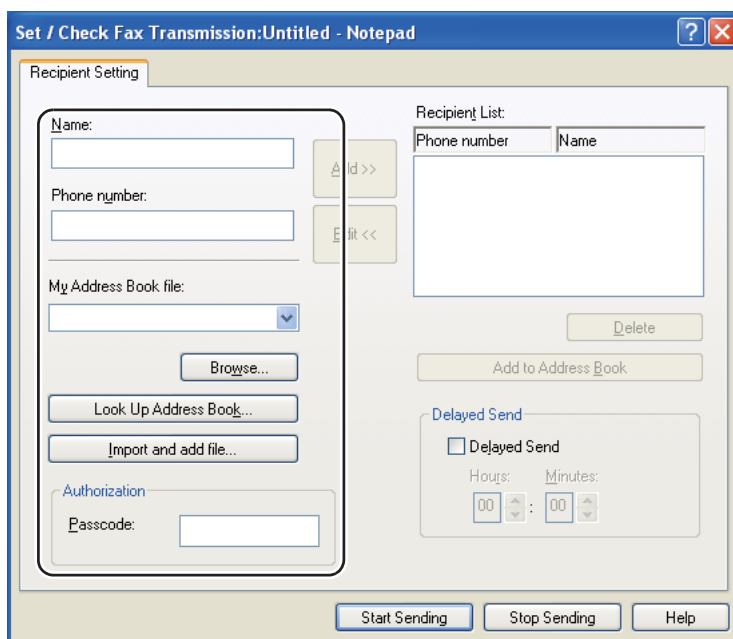 Set / Check Fax Transmission:Untitled - Notepad
Recipient Setting
Name:
Phone number:
My Address Book file:
Browse...
Look Up Address Book...
Import and add file...
Authorization
Passcode:
Add >>
Edit <<
Recipient List:
Phone number Name
Delete
Add to Address Book
Delayed Send
Delayed Send
Hours: Minutes:
00 : 00
Start Sending Stop Sending Help